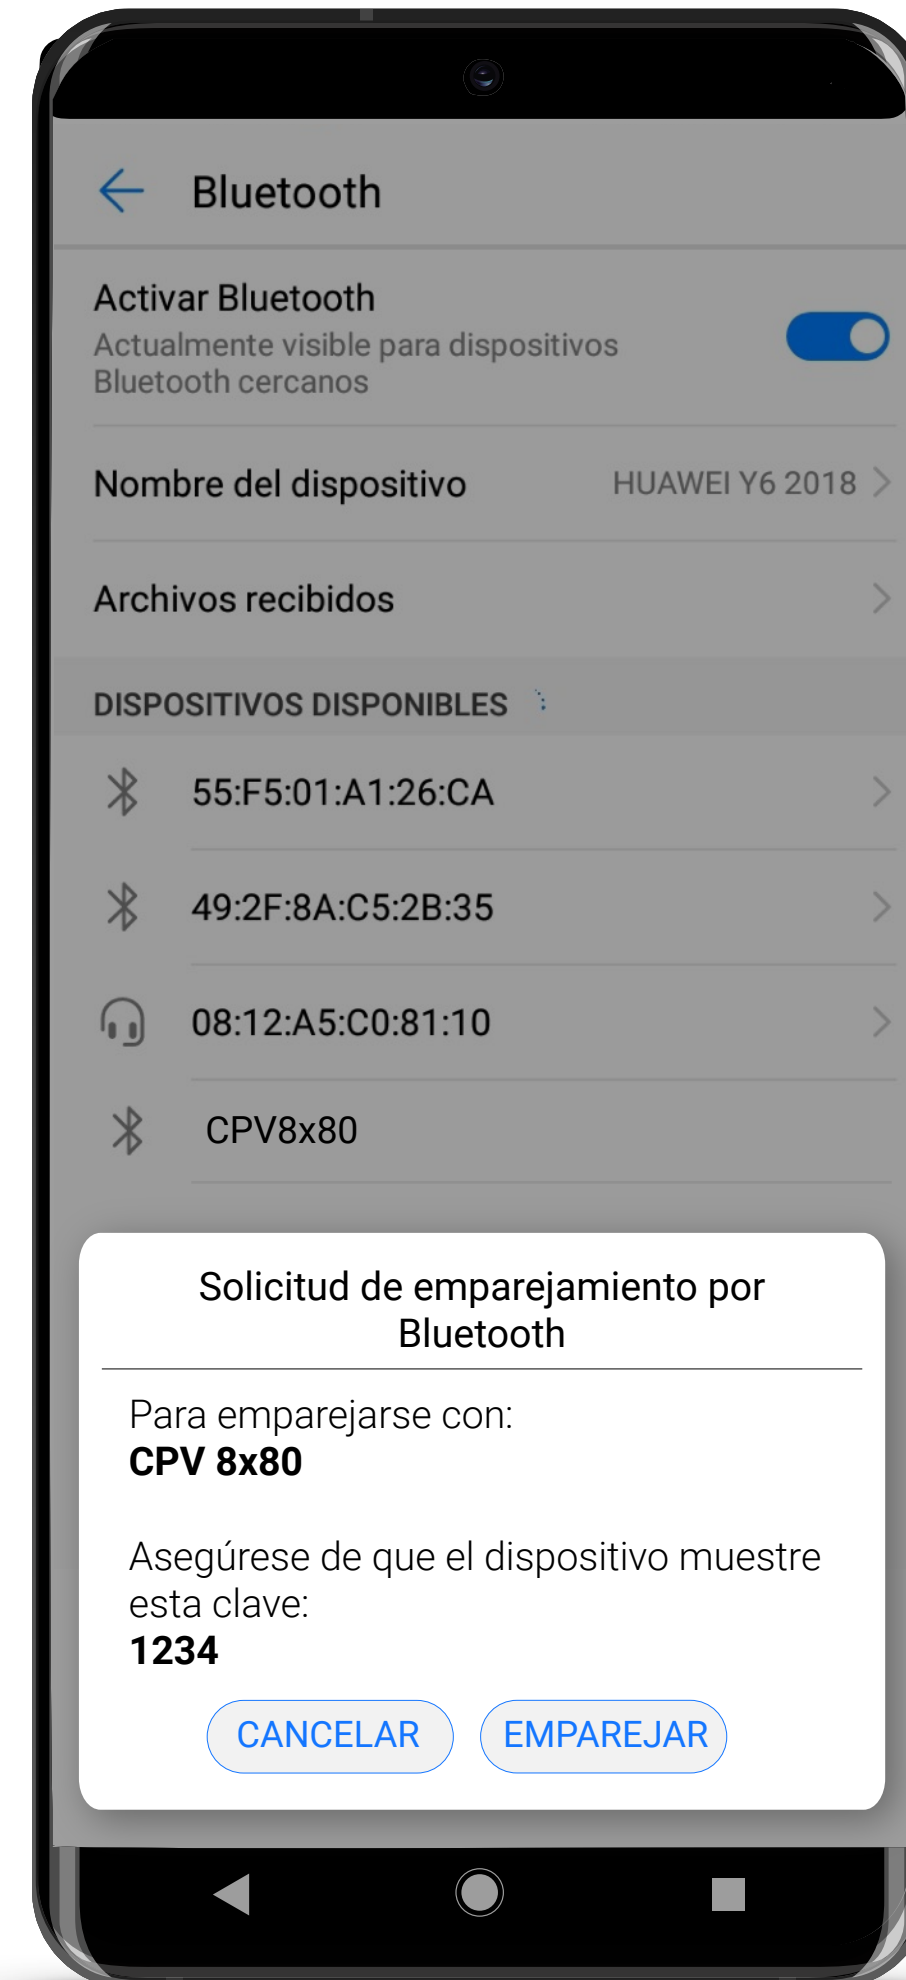 Bluetooth
Activar Bluetooth
Actualmente visible para dispositivos
Bluetooth cercanos
Nombre del dispositivo HUAWEI Y6 2018
Archivos recibidos
DISPOSITIVOS DISPONIBLES
55:F5:01:A1:26:CA
49:2F:8A:C5:2B:35
08:12:A5:C0:81:10
CPV8x80
Solicitud de emparejamiento por
Bluetooth
Para emparejarse con:
CPV 8x80
Asegúrese de que el dispositivo muestre
esta clave:
1234
CANCELAR EMPAREJAR